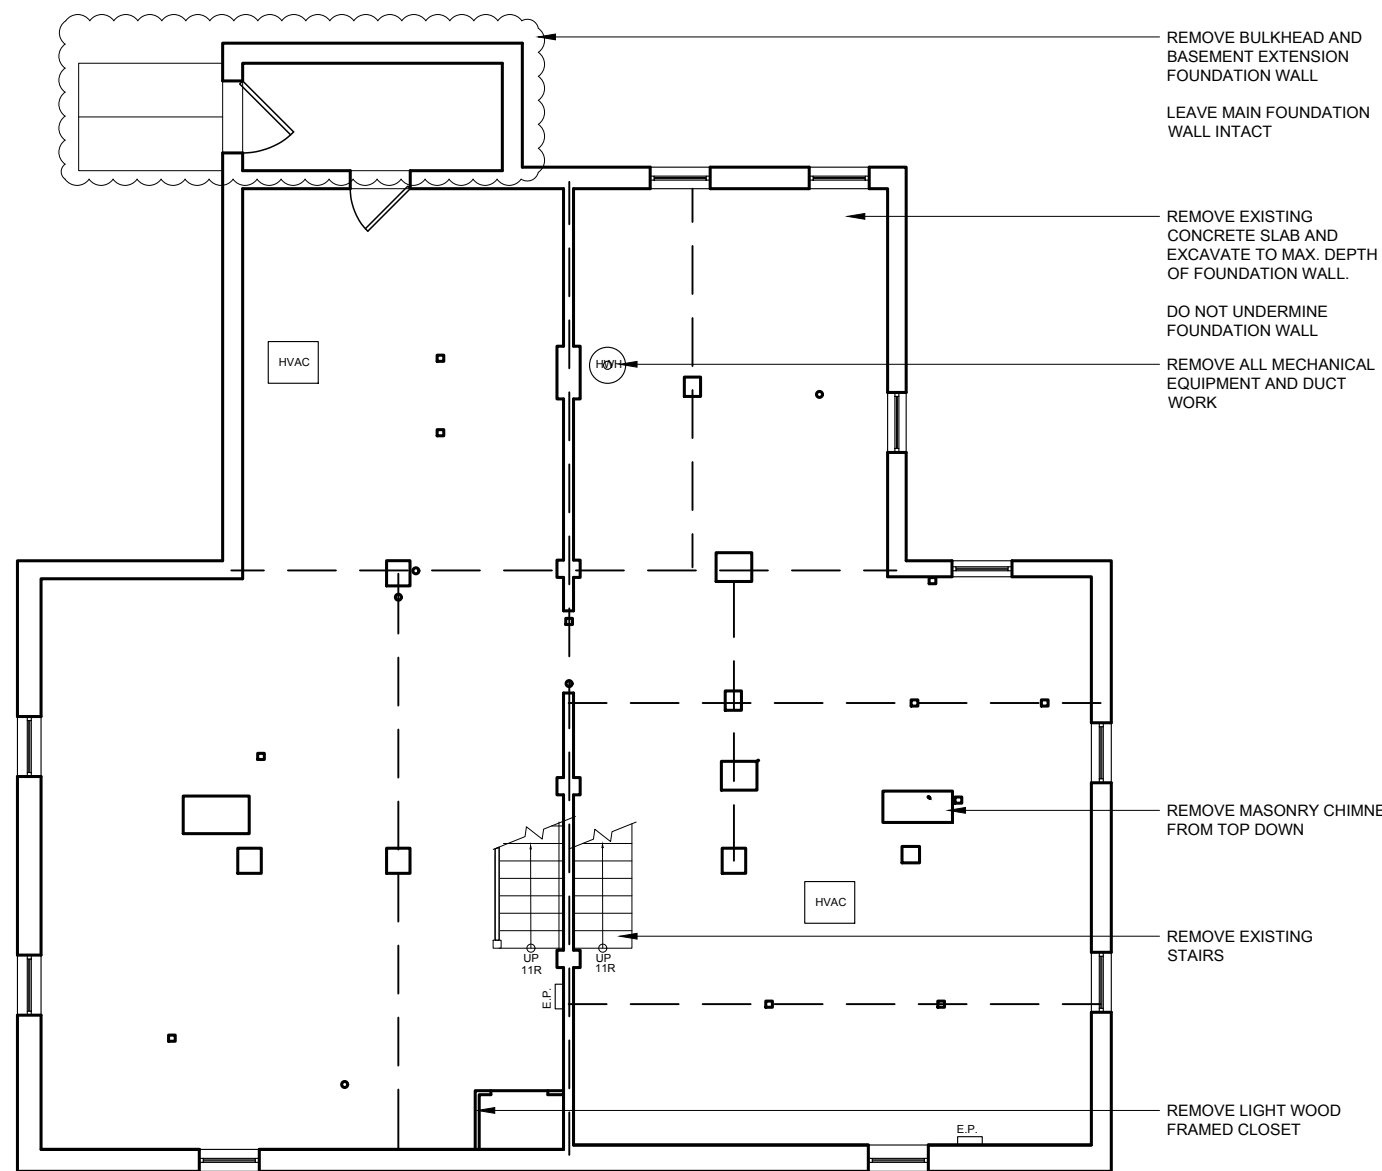 REMOVE BULKHEAD AND
BASEMENT EXTENSION
FOUNDATION WALL
LEAVE MAIN FOUNDATION
WALL INTACT
REMOVE EXISTING
CONCRETE SLAB AND
EXCAVATE TO MAX. DEPTH
OF FOUNDATION WALL.
DO NOT UNDERMINE
FOUNDATION WALL
HVAC
HWH
REMOVE ALL MECHANICAL
EQUIPMENT AND DUCT
WORK
REMOVE MASONRY CHIMNE
FROM TOP DOWN
HVAC
REMOVE EXISTING
STAIRS
UP
11R
UP
11R
E.P.
REMOVE LIGHT WOOD
FRAMED CLOSET
E.P.